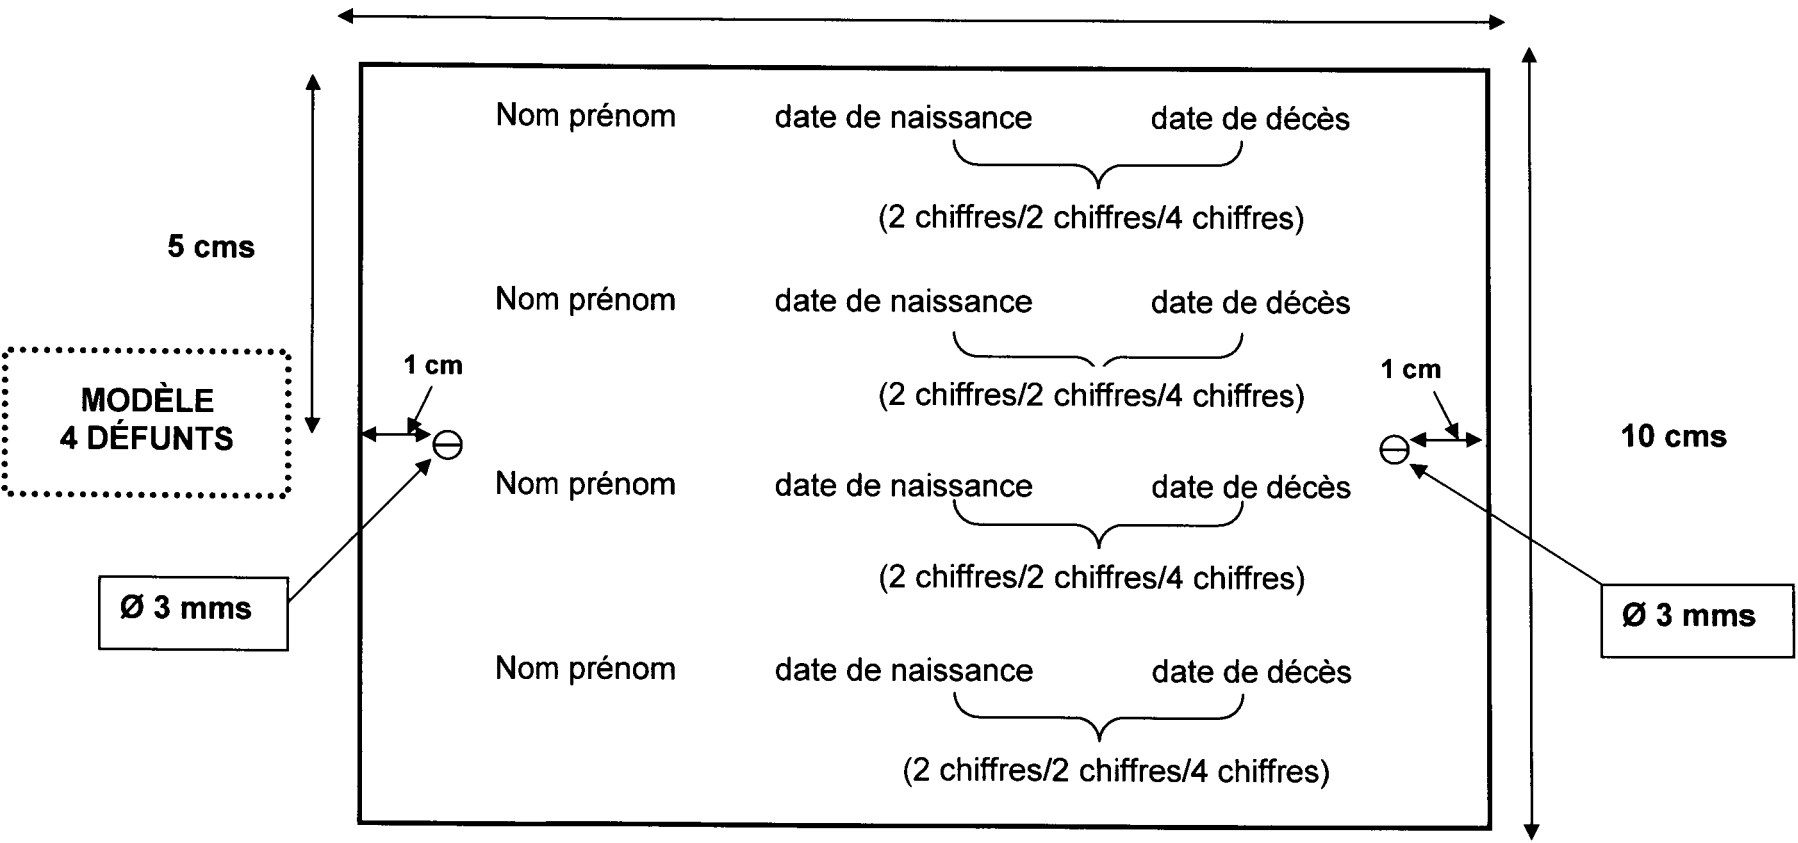 Nom prénom date de naissance date de décès
(2 chiffres/2 chiffres/4 chiffres)
5 cms
Nom prénom date de naissance date de décès
1 cm
1 cm
(2 chiffres/2 chiffres/4 chiffres)
MODÈLE
4 DÉFUNTS
10 cms
Nom prénom date de naissance date de décès
(2 chiffres/2 chiffres/4 chiffres)
Ø 3 mms
Ø 3 mms
Nom prénom date de naissance date de décès
(2 chiffres/2 chiffres/4 chiffres)